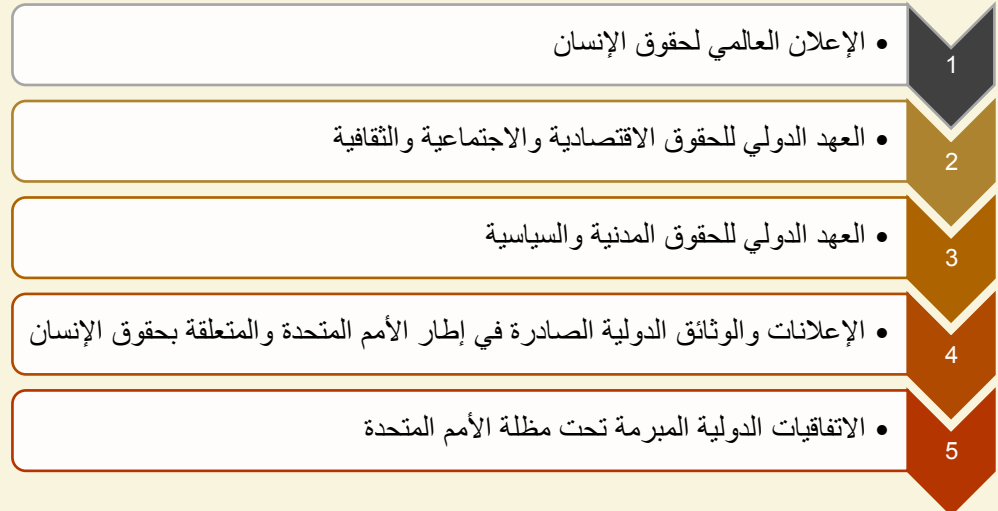 1
• الإعلان العالمي لحقوق الإنسان
2
• العهد الدولي للحقوق الاقتصادية والاجتماعية والثقافية
3
• العهد الدولي للحقوق المدنية والسياسية
4
• الإعلانات والوثائق الدولية الصادرة في إطار الأمم المتحدة والمتعلقة بحقوق الإنسان
5
• الاتفاقيات الدولية المبرمة تحت مظلة الأمم المتحدة